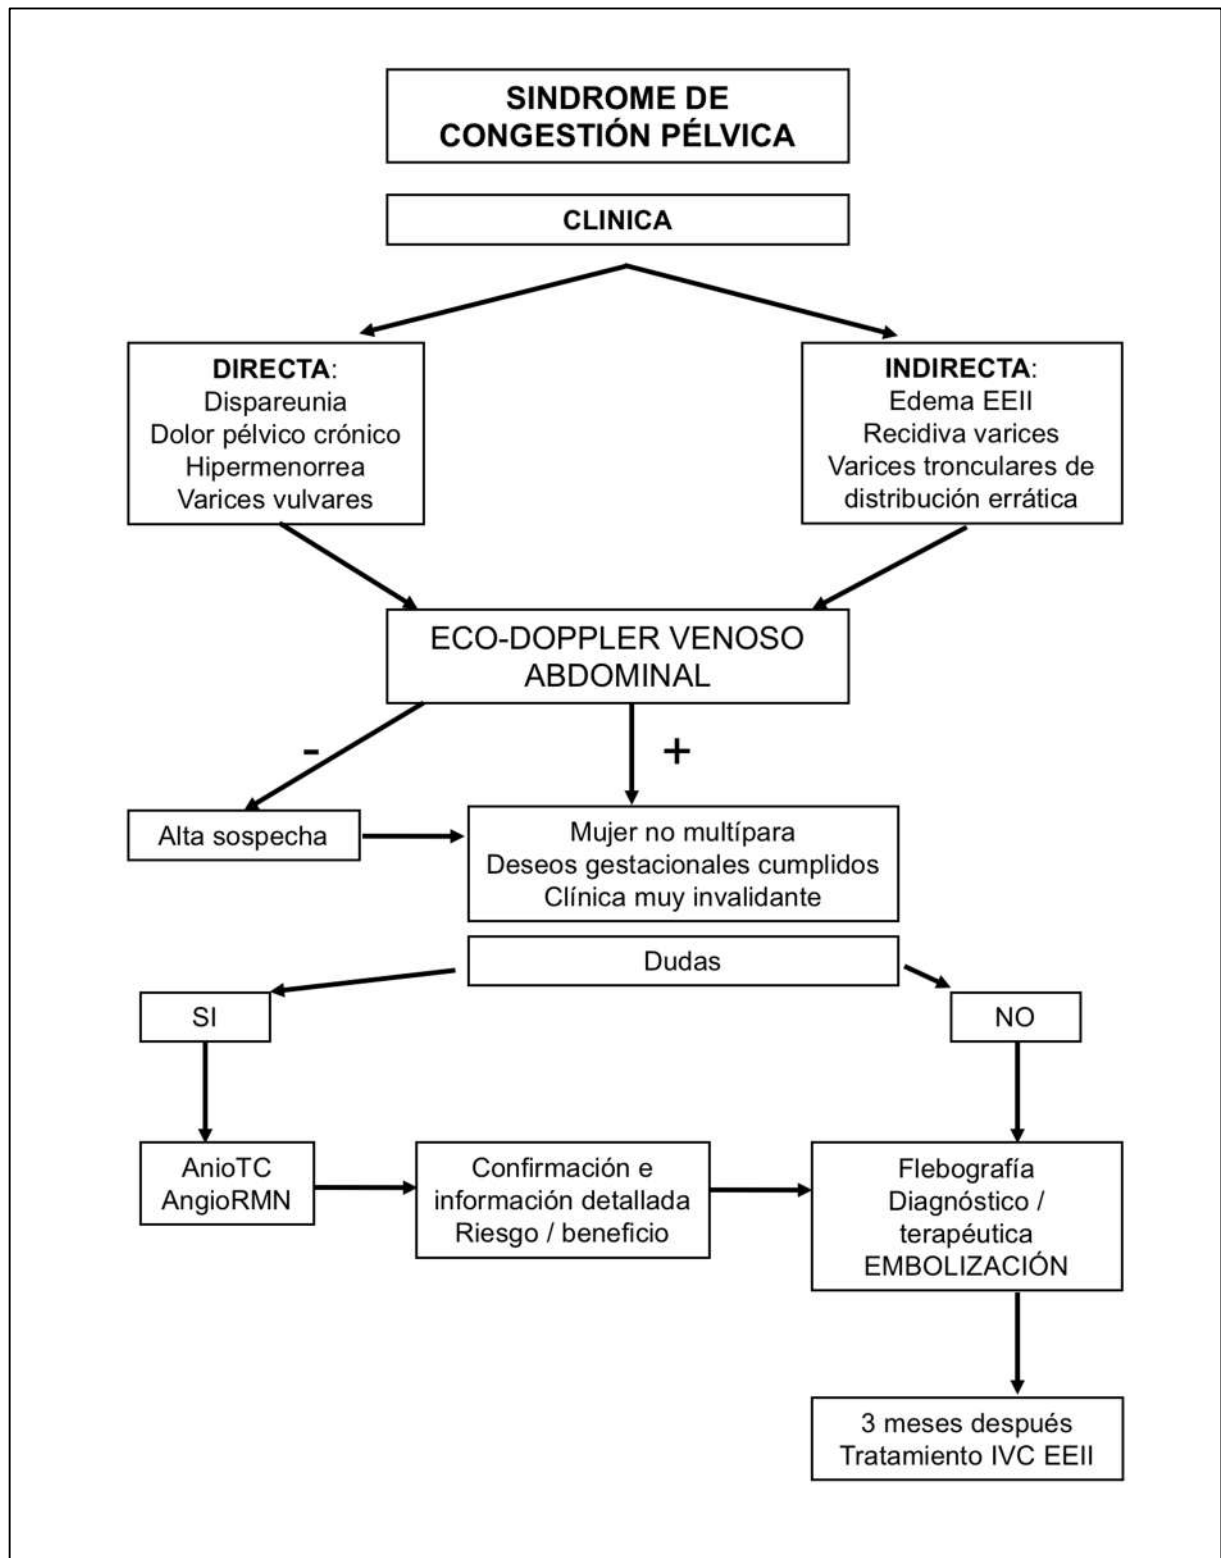 SINDROME DE
CONGESTIÓN PÉLVICA
CLINICA
DIRECTA:
Dispareunia
Dolor pélvico crónico
Hipermenorrea
Varices vulvares
INDIRECTA:
Edema EEII
Recidiva varices
Varices tronculares de
distribución errática
ECO-DOPPLER VENOSO
ABDOMINAL
-
+
Alta sospecha
Mujer no multípara
Deseos gestacionales cumplidos
Clínica muy invalidante
Dudas
SI
NO
AnioTC
AngioRMN
Confirmación e
información detallada
Riesgo / beneficio
Flebografía
Diagnóstico /
terapéutica
EMBOLIZACIÓN
3 meses después
Tratamiento IVC EEII